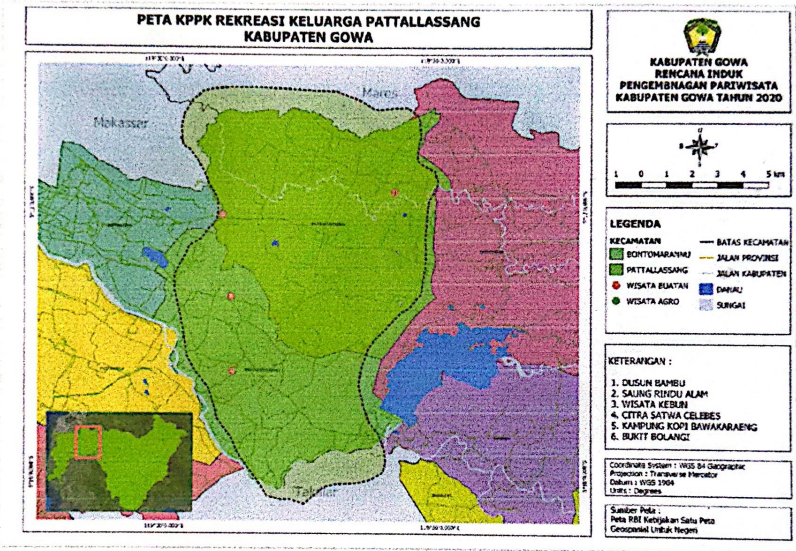 PETA KPPK REKREASI KELUARGA PATTALLASSANG
KABUPATEN GOWA
Makassar
Maros
Takalar
KABUPATEN GOWA
RENCANA INDUK
PENGEMBNAGAN PARIWISATA
KABUPATEN GOWA TAHUN 2020
1 0 1 2 3 4 5 km
LEGENDA
KECAMATAN
BONTOMARANNU
PATTALLASSANG
WISATA BUATAN
WISATA AGRO
BATAS KECAMATAN
JALAN PROVINSI
JALAN KABUPATEN
DANAU
SUNGAI
KETERANGAN :
1. DUSUN BAMBU
2. SAUNG RINDU ALAM
3. WISATA KEBUN
4. CITRA SATWA CELEBES
5. KAMPUNG KOPI BAWAKARAENG
6. BUKIT BOLANGI
Coordinate System : WGS 84 Geographic
Projection : Transverse Mercator
Datum : WGS 1984
Units : Degrees
Sumber Peta :
Peta RBI Kebijakan Satu Peta
Geospasial Untuk Negeri